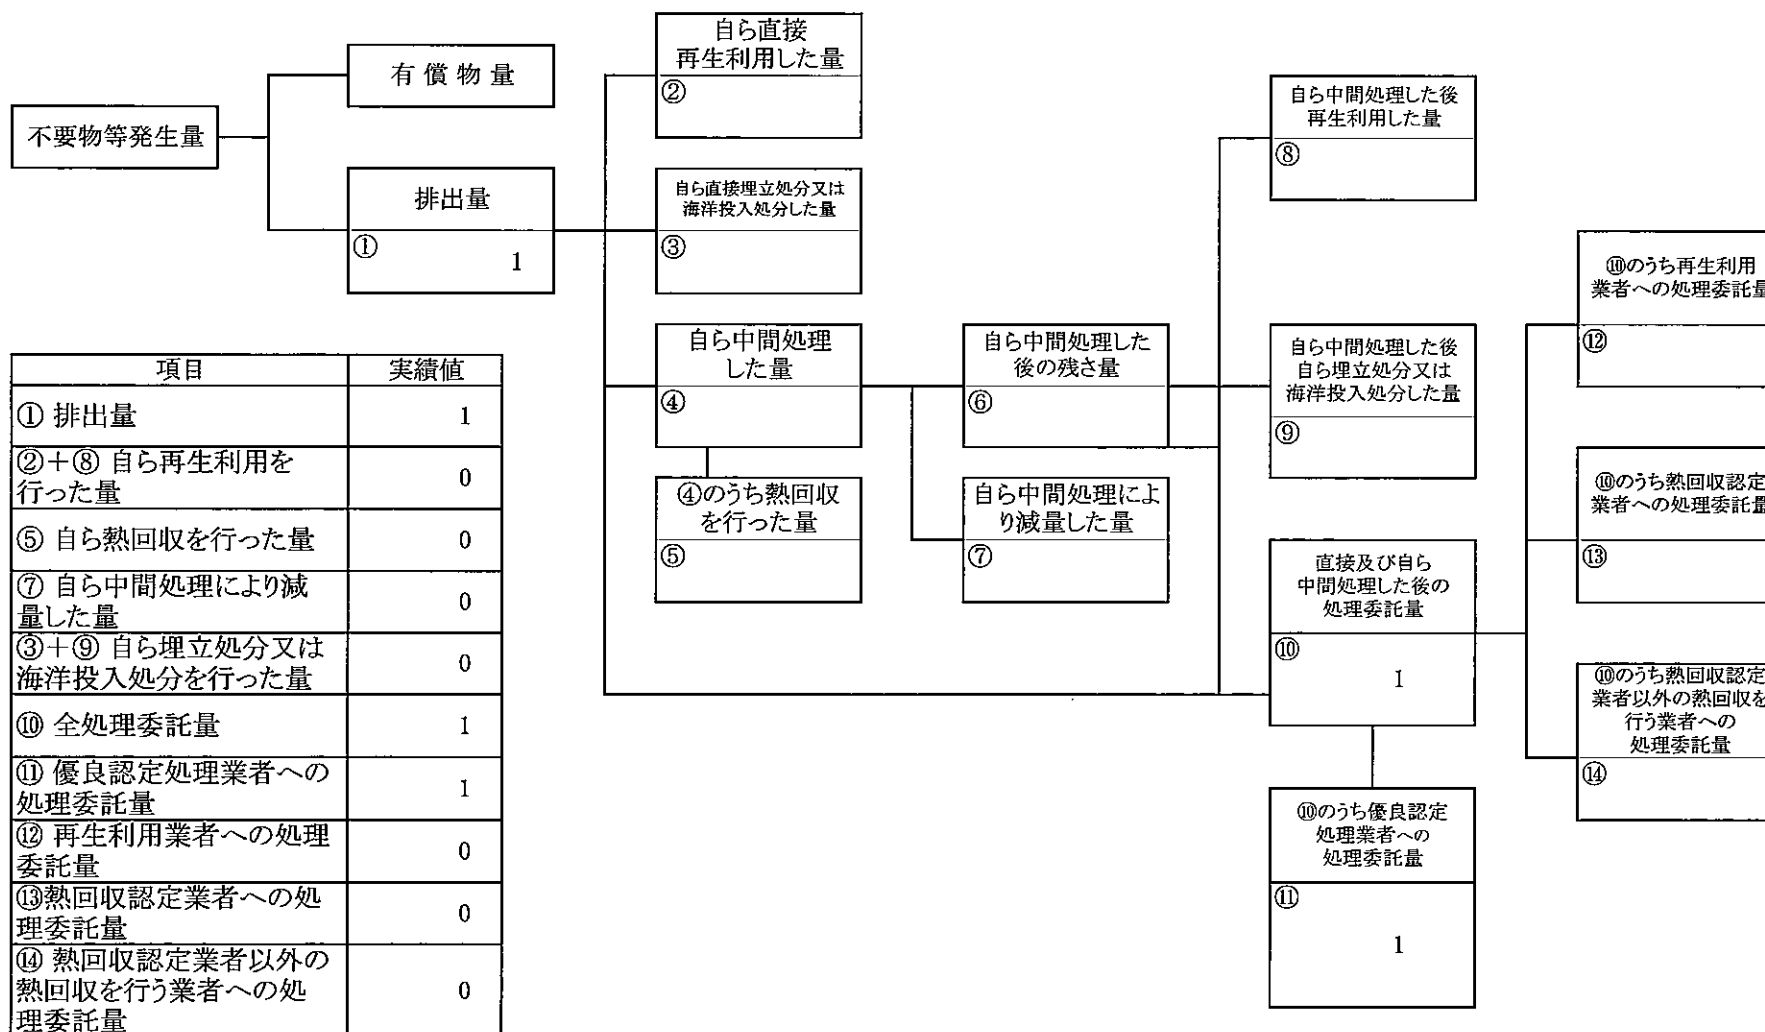 不要物等発生量
有償物量
排出量
①
1
自ら直接
再生利用した量
②
自ら直接埋立処分又は
海洋投入処分した量
③
自ら中間処理
した量
④
④のうち熱回収
を行った量
⑤
自ら中間処理した
後の残さ量
⑥
自ら中間処理によ
り減量した量
⑦
自ら中間処理した後
再生利用した量
⑧
自ら中間処理した後
自ら埋立処分又は
海洋投入処分した量
⑨
直接及び自ら
中間処理した後の
処理委託量
⑩
1
⑩のうち優良認定
処理業者への
処理委託量
⑪
1
⑩のうち再生利用
業者への処理委託量
⑫
⑩のうち熱回収認定
業者への処理委託量
⑬
⑩のうち熱回収認定
業者以外の熱回収を
行う業者への
処理委託量
⑭
項目 実績値
① 排出量 1
②+⑧ 自ら再生利用を
行った量 0
⑤ 自ら熱回収を行った量 0
⑦ 自ら中間処理により減
量した量 0
③+⑨ 自ら埋立処分又は
海洋投入処分を行った量 0
⑩ 全処理委託量 1
⑪ 優良認定処理業者への
処理委託量 1
⑫ 再生利用業者への処理
委託量 0
⑬熱回収認定業者への処
理委託量 0
⑭ 熱回収認定業者以外の
熱回収を行う業者への処
理委託量 0